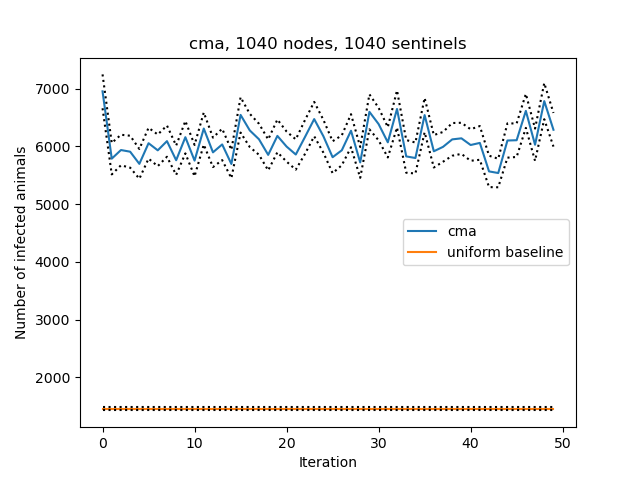 cma, 1040 nodes, 1040 sentinels
Number of infected animals
7000
6000
5000
4000
3000
2000
cma
uniform baseline
0
10
20
30
40
50
Iteration